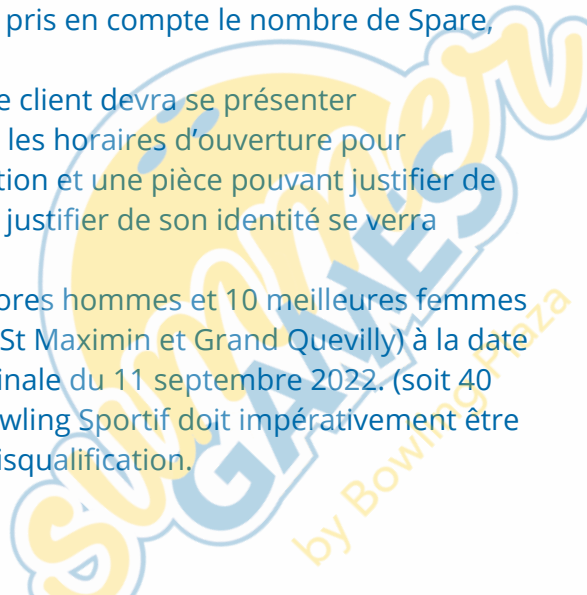 pris en compte le nombre de Spare,
e client devra se présenter
les horaires d'ouverture pour
tion et une pièce pouvant justifier de
justifier de son identité se verra
ores hommes et 10 meilleures femmes
St Maximin et Grand Quevilly) à la date
inale du 11 septembre 2022. (soit 40
wling Sportif doit impérativement être
isqualification.
summer
GAMES
by Bowling Plaza